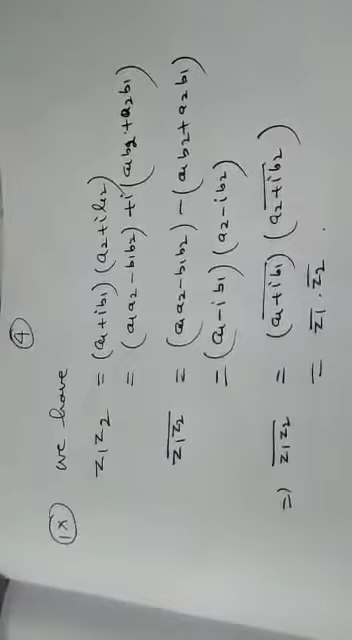 ④
(ix) we have
z₁z₂ = (a₁+ib₁)(a₂+ib₂)
= (a₁a₂-b₁b₂)+i(a₁b₂+a₂b₁)
\overline{z₁z₂} = (a₁a₂-b₁b₂)-(a₁b₂+a₂b₁)
= (a₁-ib₁)(a₂-ib₂)
=) \overline{z₁z₂} = (\overline{a₁+ib₁})(\overline{a₂+ib₂})
= \overline{z₁}.\overline{z₂}.